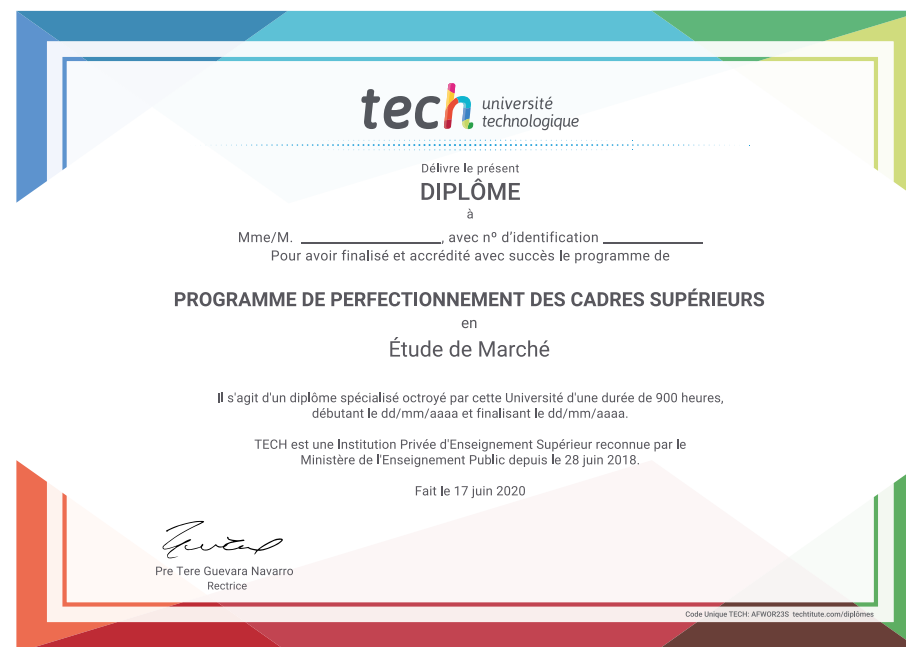 tech université
technologique
Délivre le présent
DIPLÔME
à
Mme/M. ____________________, avec nº d'identification ______________
Pour avoir finalisé et accrédité avec succès le programme de
PROGRAMME DE PERFECTIONNEMENT DES CADRES SUPÉRIEURS
en
Étude de Marché
Il s'agit d'un diplôme spécialisé octroyé par cette Université d'une durée de 900 heures,
débutant le dd/mm/aaaa et finalisant le dd/mm/aaaa.
TECH est une Institution Privée d'Enseignement Supérieur reconnue par le
Ministère de l'Enseignement Public depuis le 28 juin 2018.
Fait le 17 juin 2020
Pre Tere Guevara Navarro
Rectrice
Code Unique TECH: AFWOR23S techtitute.com/diplômes